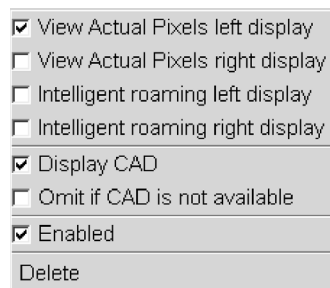 View Actual Pixels left display
View Actual Pixels right display
Intelligent roaming left display
Intelligent roaming right display
Display CAD
Omit if CAD is not available
Enabled
Delete